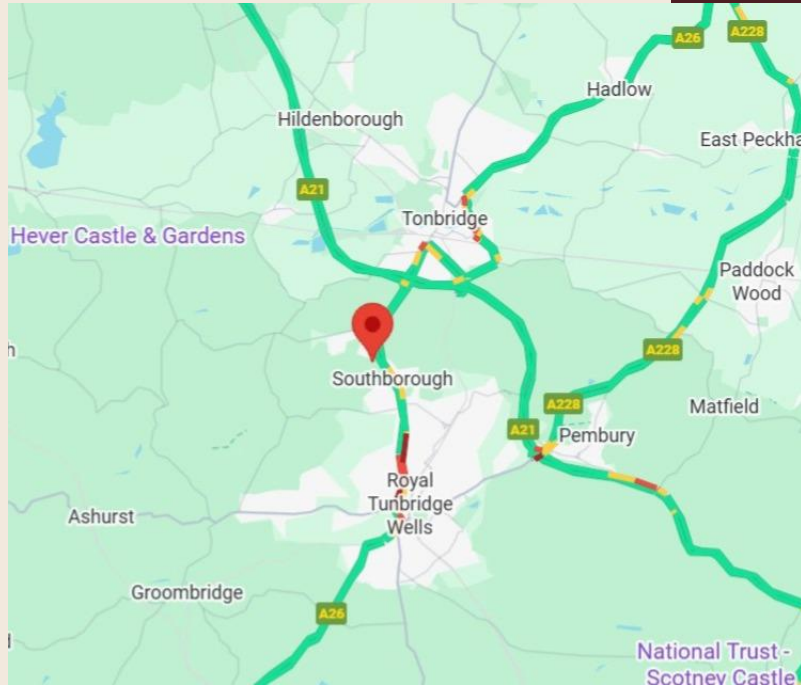 A26
A228
Hadlow
Hildenborough
East Peckha
A21
Tonbridge
Hever Castle & Gardens
Paddock
Wood
h
A228
Southborough
A228
Matfield
A21
Pembury
Royal
Tunbridge
Wells
Ashurst
Groombridge
A26
National Trust -
Scotney Castle